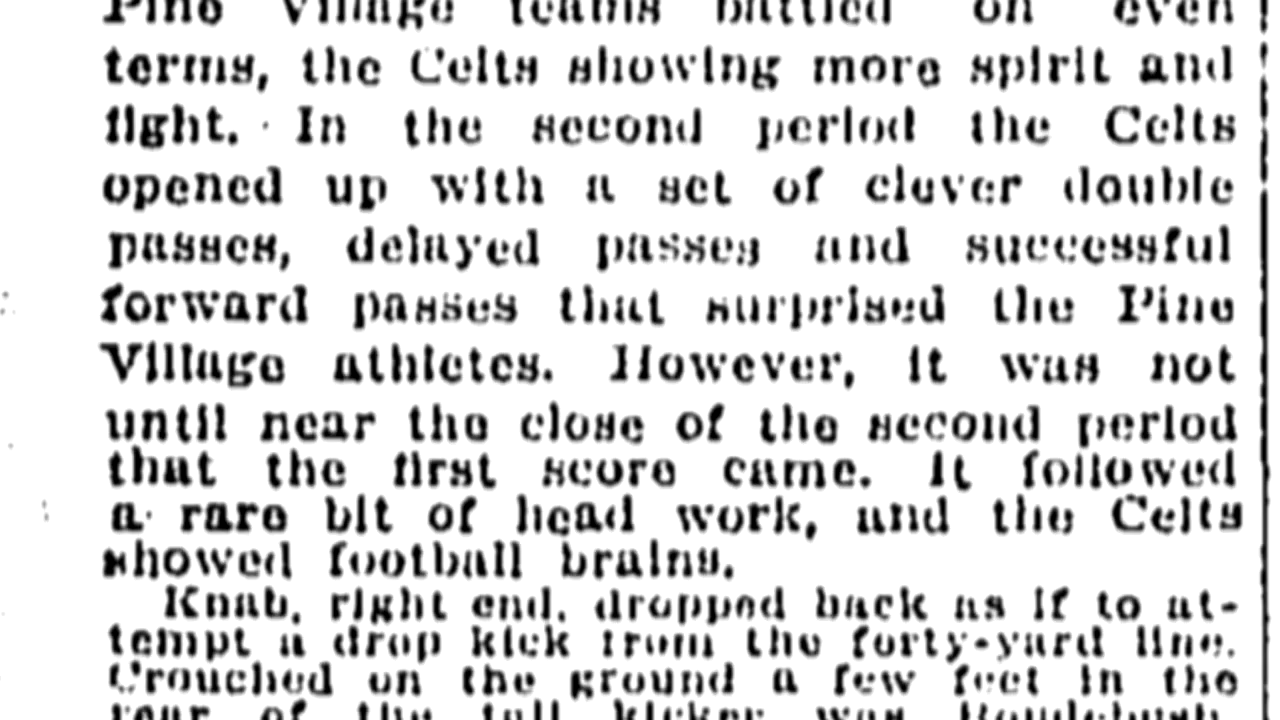 Pine Village teams battled on even
terms, the Celts showing more spirit and
fight. In the second period the Celts
opened up with a set of clever double
passes, delayed passes and successful
forward passes that surprised the Pine
Village athletes. However, it was not
until near the close of the second period
that the first score came. It followed
a rare bit of head work, and the Celts
showed football brains.
Knab, right end, dropped back as if to at-
tempt a drop kick from the forty-yard line.
Crouched on the ground a few feet in the
rear of the tall kicker was